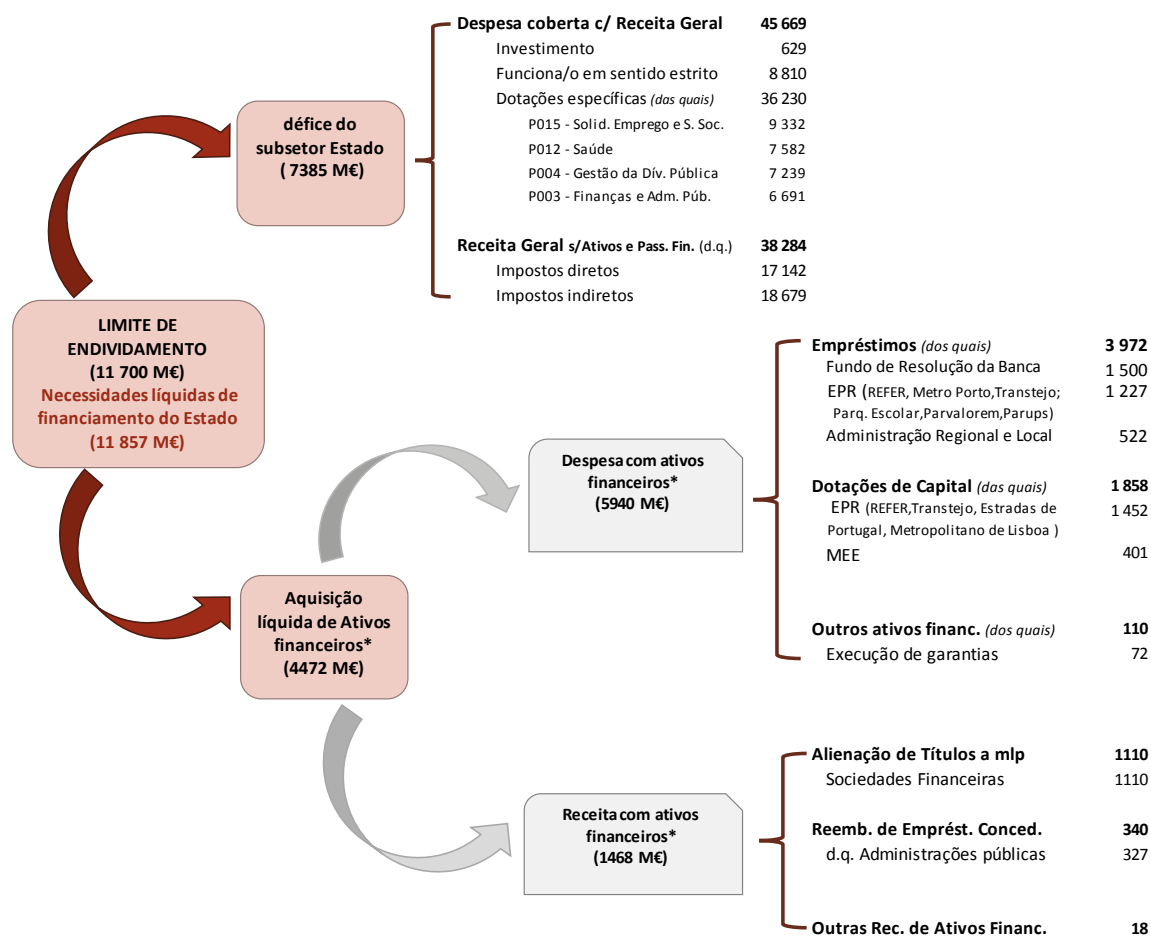 Despesa coberta c/ Receita Geral 45 669
Investimento 629
Funciona/o em sentido estrito 8 810
Dotações específicas (das quais) 36 230
P015 - Solid. Emprego e S. Soc. 9 332
P012 - Saúde 7 582
P004 - Gestão da Dív. Pública 7 239
P003 - Finanças e Adm. Púb. 6 691
Receita Geral s/Ativos e Pass. Fin. (d.q.) 38 284
Impostos diretos 17 142
Impostos indiretos 18 679
défice do
subsetor Estado
( 7385 M€)
LIMITE DE
ENDIVIDAMENTO
(11 700 M€)
Necessidades líquidas de
financiamento do Estado
(11 857 M€)
Aquisição
líquida de Ativos
financeiros*
(4472 M€)
Despesa com ativos
financeiros*
(5940 M€)
Empréstimos (dos quais) 3 972
Fundo de Resolução da Banca 1 500
EPR (REFER, Metro Porto,Transtejo; 1 227
Parq. Escolar,Parvalorem,Parups)
Administração Regional e Local 522
Dotações de Capital (das quais) 1 858
EPR (REFER,Transtejo, Estradas de 1 452
Portugal, Metropolitano de Lisboa )
MEE 401
Outros ativos financ. (dos quais) 110
Execução de garantias 72
Receita com ativos
financeiros*
(1468 M€)
Alienação de Títulos a mlp 1110
Sociedades Financeiras 1110
Reemb. de Emprést. Conced. 340
d.q. Administrações públicas 327
Outras Rec. de Ativos Financ. 18